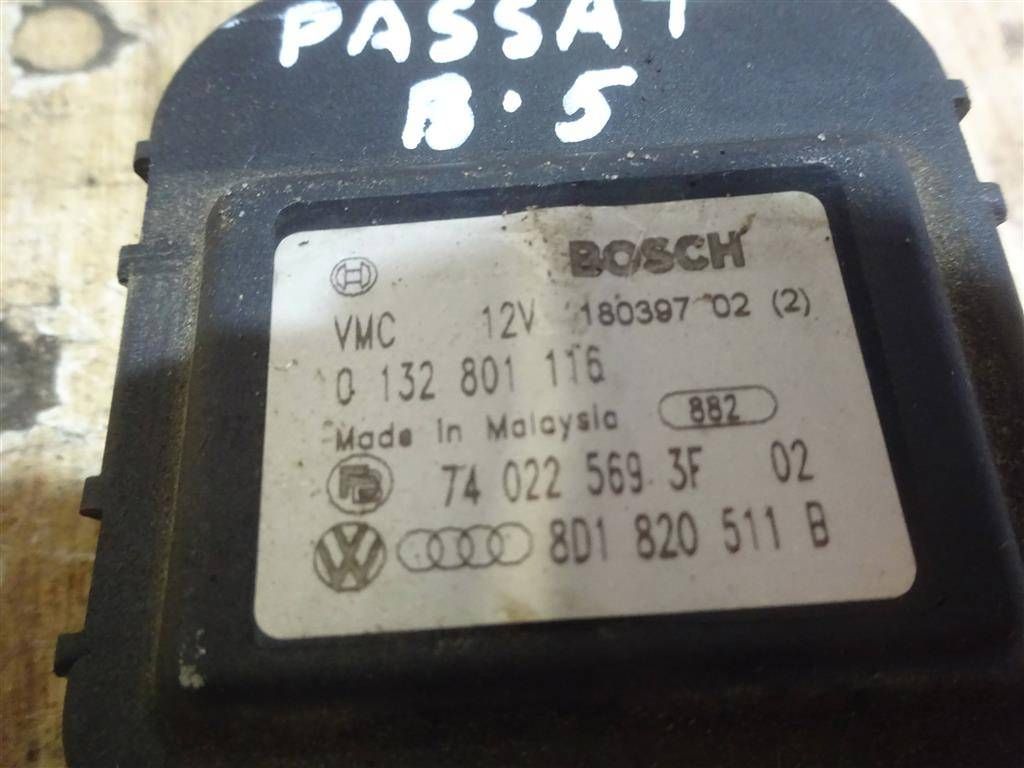 PASSAT
B.5
BOSCH
VMC 12V 180397 02 (2)
0 132 801 116
Made in Malaysia 882
74 022 569 3F 02
VW 8D1 820 511 B